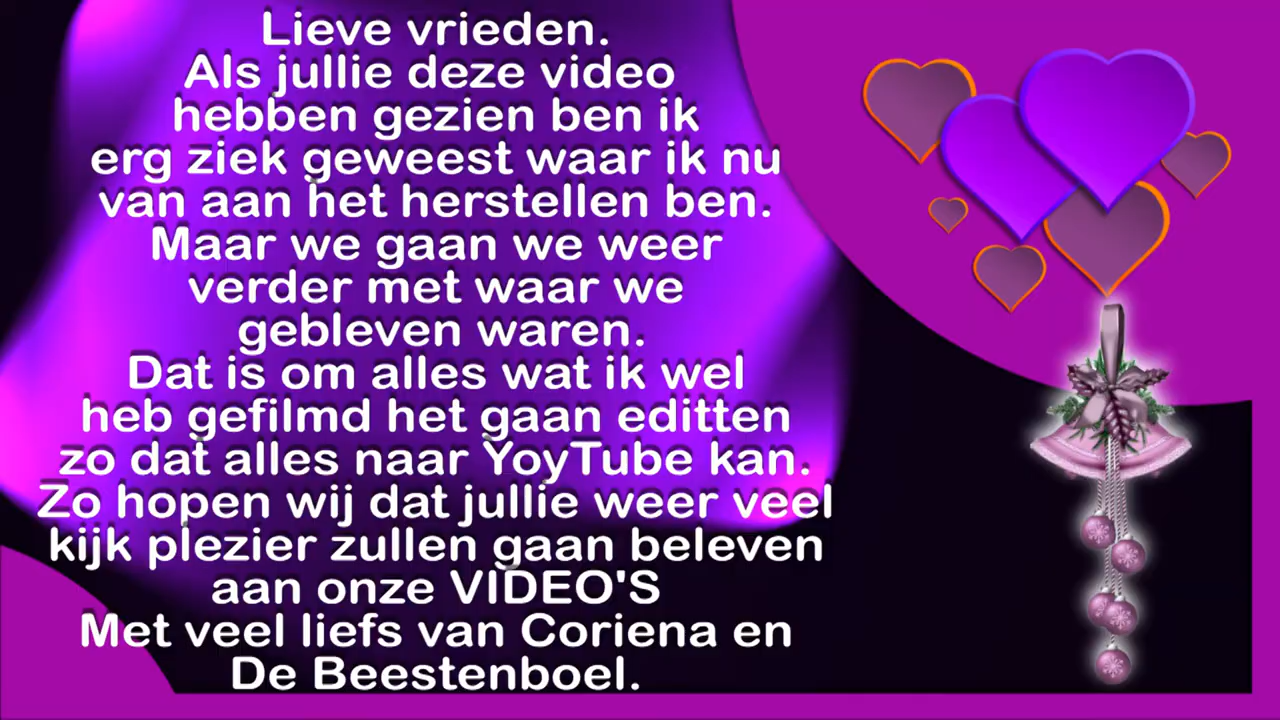 Lieve vrieden.
Als jullie deze video
hebben gezien ben ik
erg ziek geweest waar ik nu
van aan het herstellen ben.
Maar we gaan we weer
verder met waar we
gebleven waren.
Dat is om alles wat ik wel
heb gefilmd het gaan editten
zo dat alles naar YoyTube kan.
Zo hopen wij dat jullie weer veel
kijk plezier zullen gaan beleven
aan onze VIDEO'S
Met veel liefs van Coriena en
De Beestenboel.